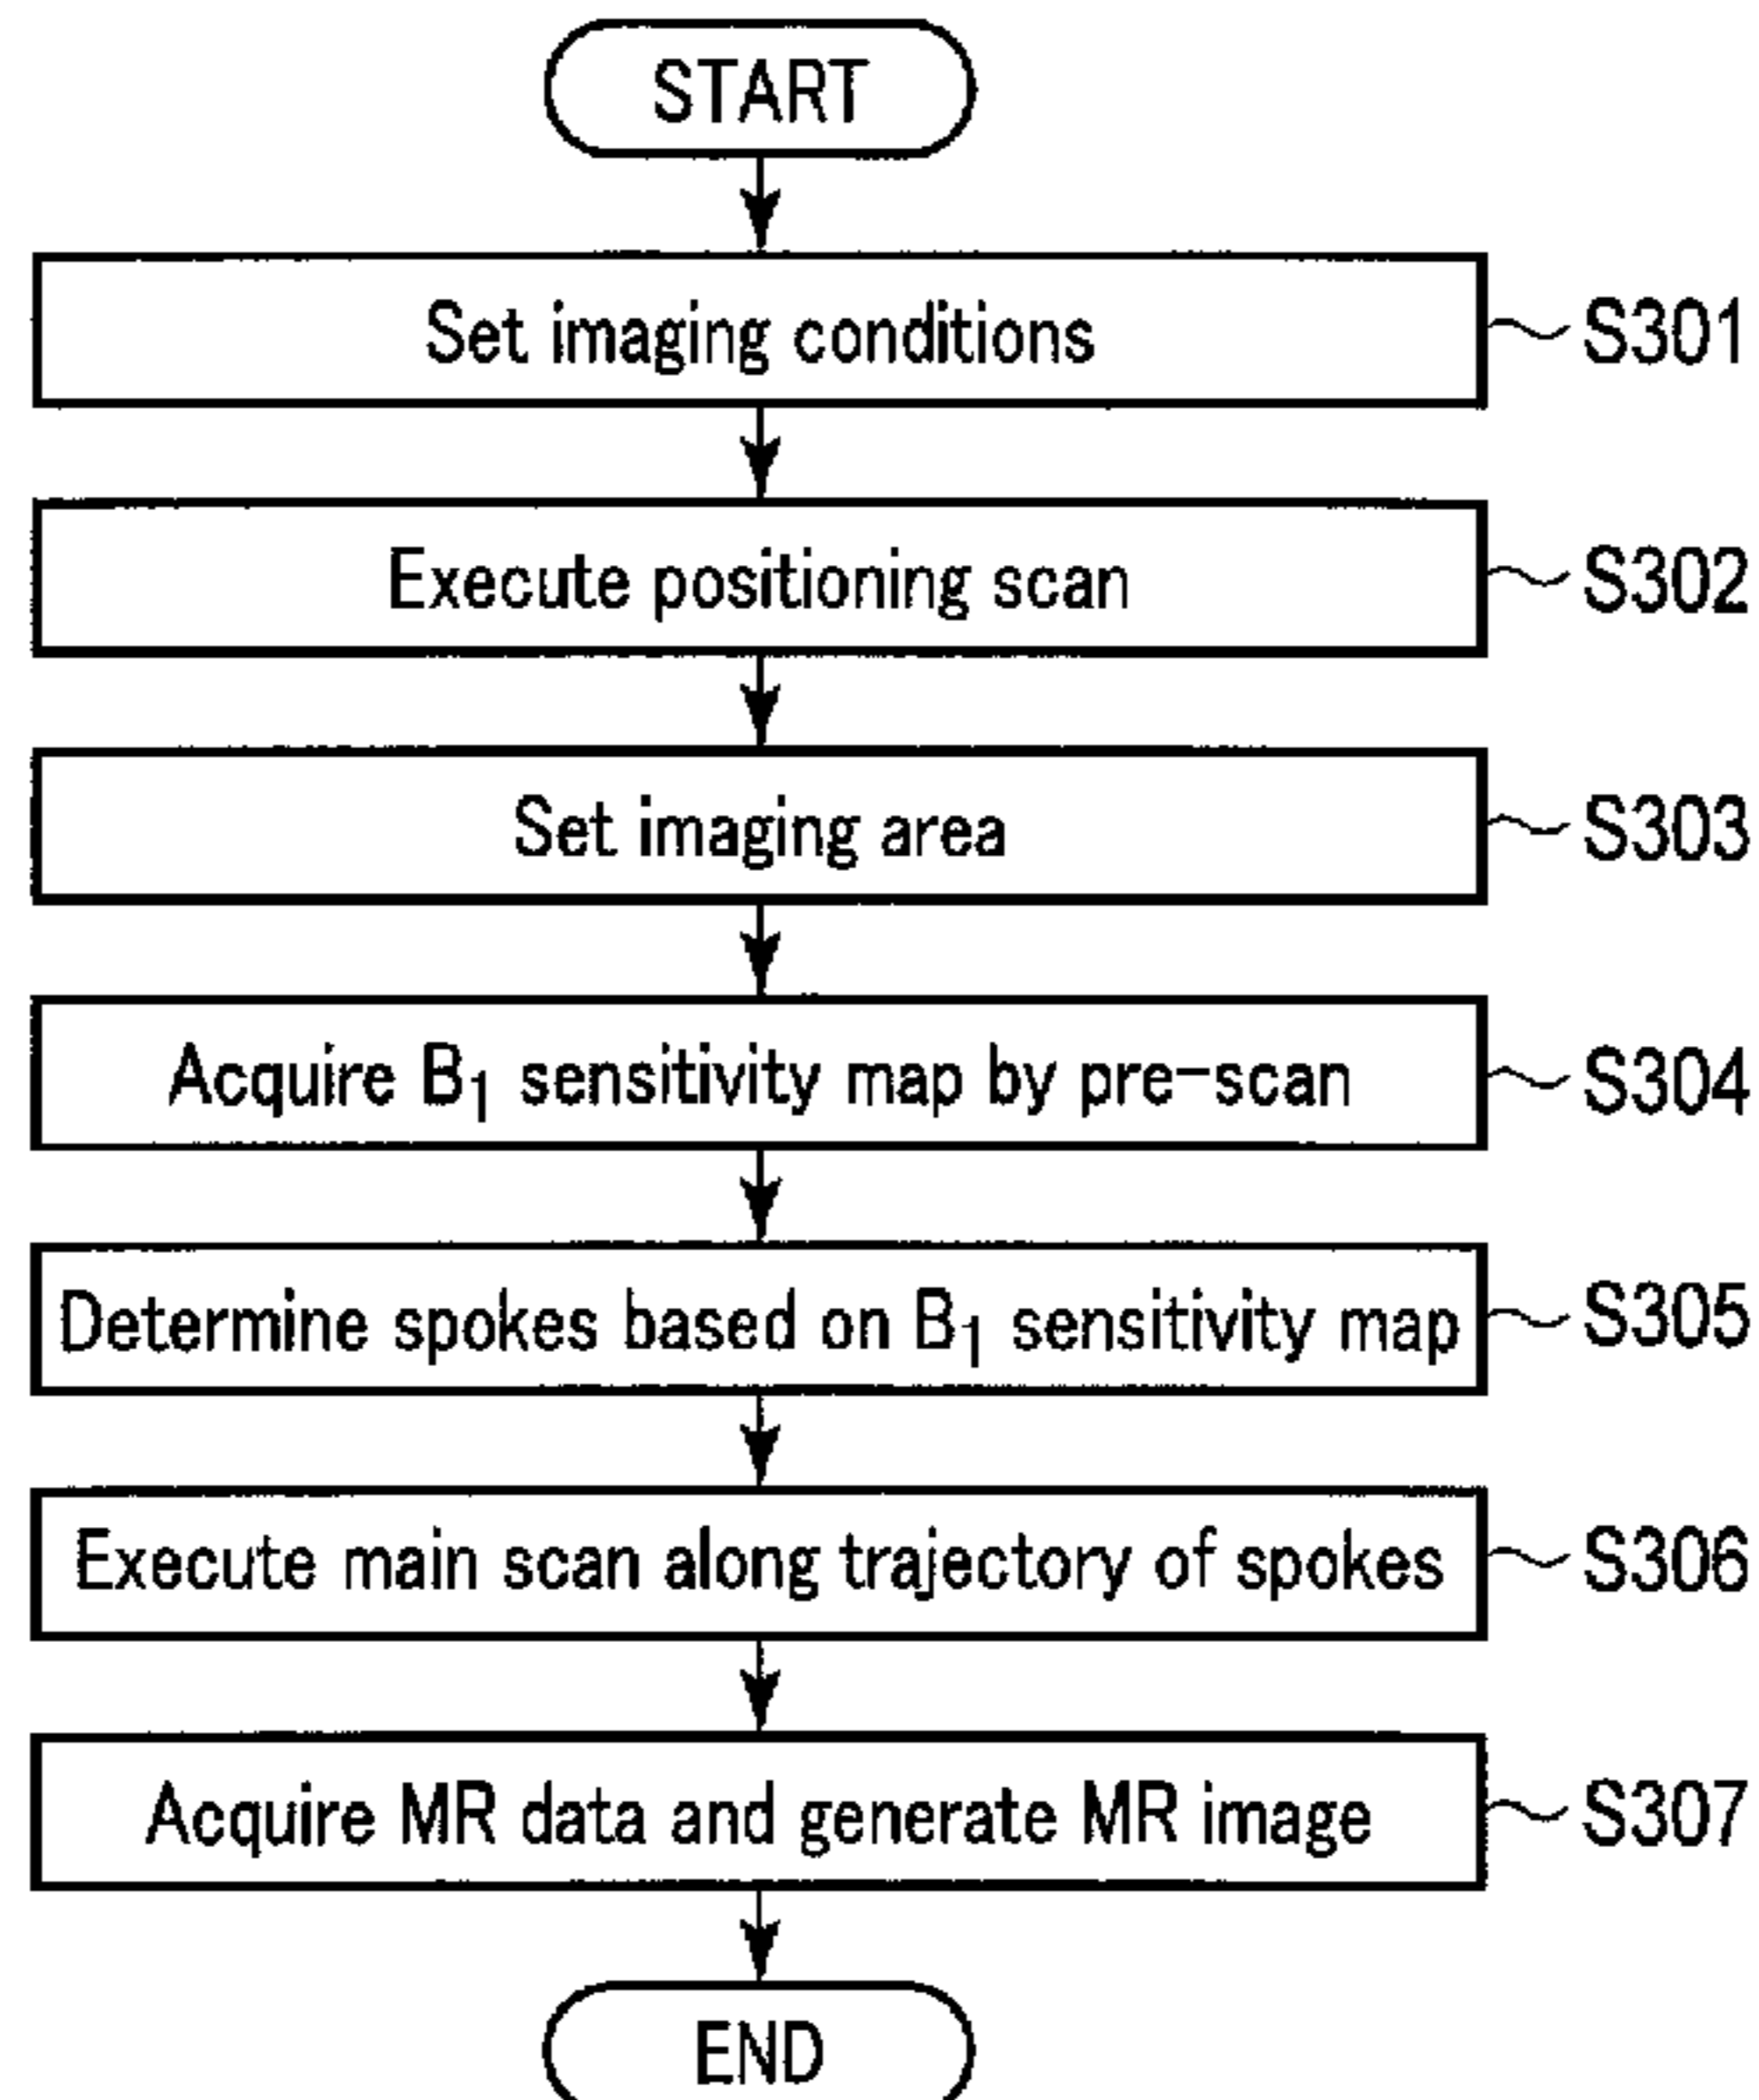 START
Set imaging conditions
S301
Execute positioning scan
S302
Set imaging area
S303
Acquire B₁ sensitivity map by pre-scan
S304
Determine spokes based on B₁ sensitivity map
S305
Execute main scan along trajectory of spokes
S306
Acquire MR data and generate MR image
S307
END